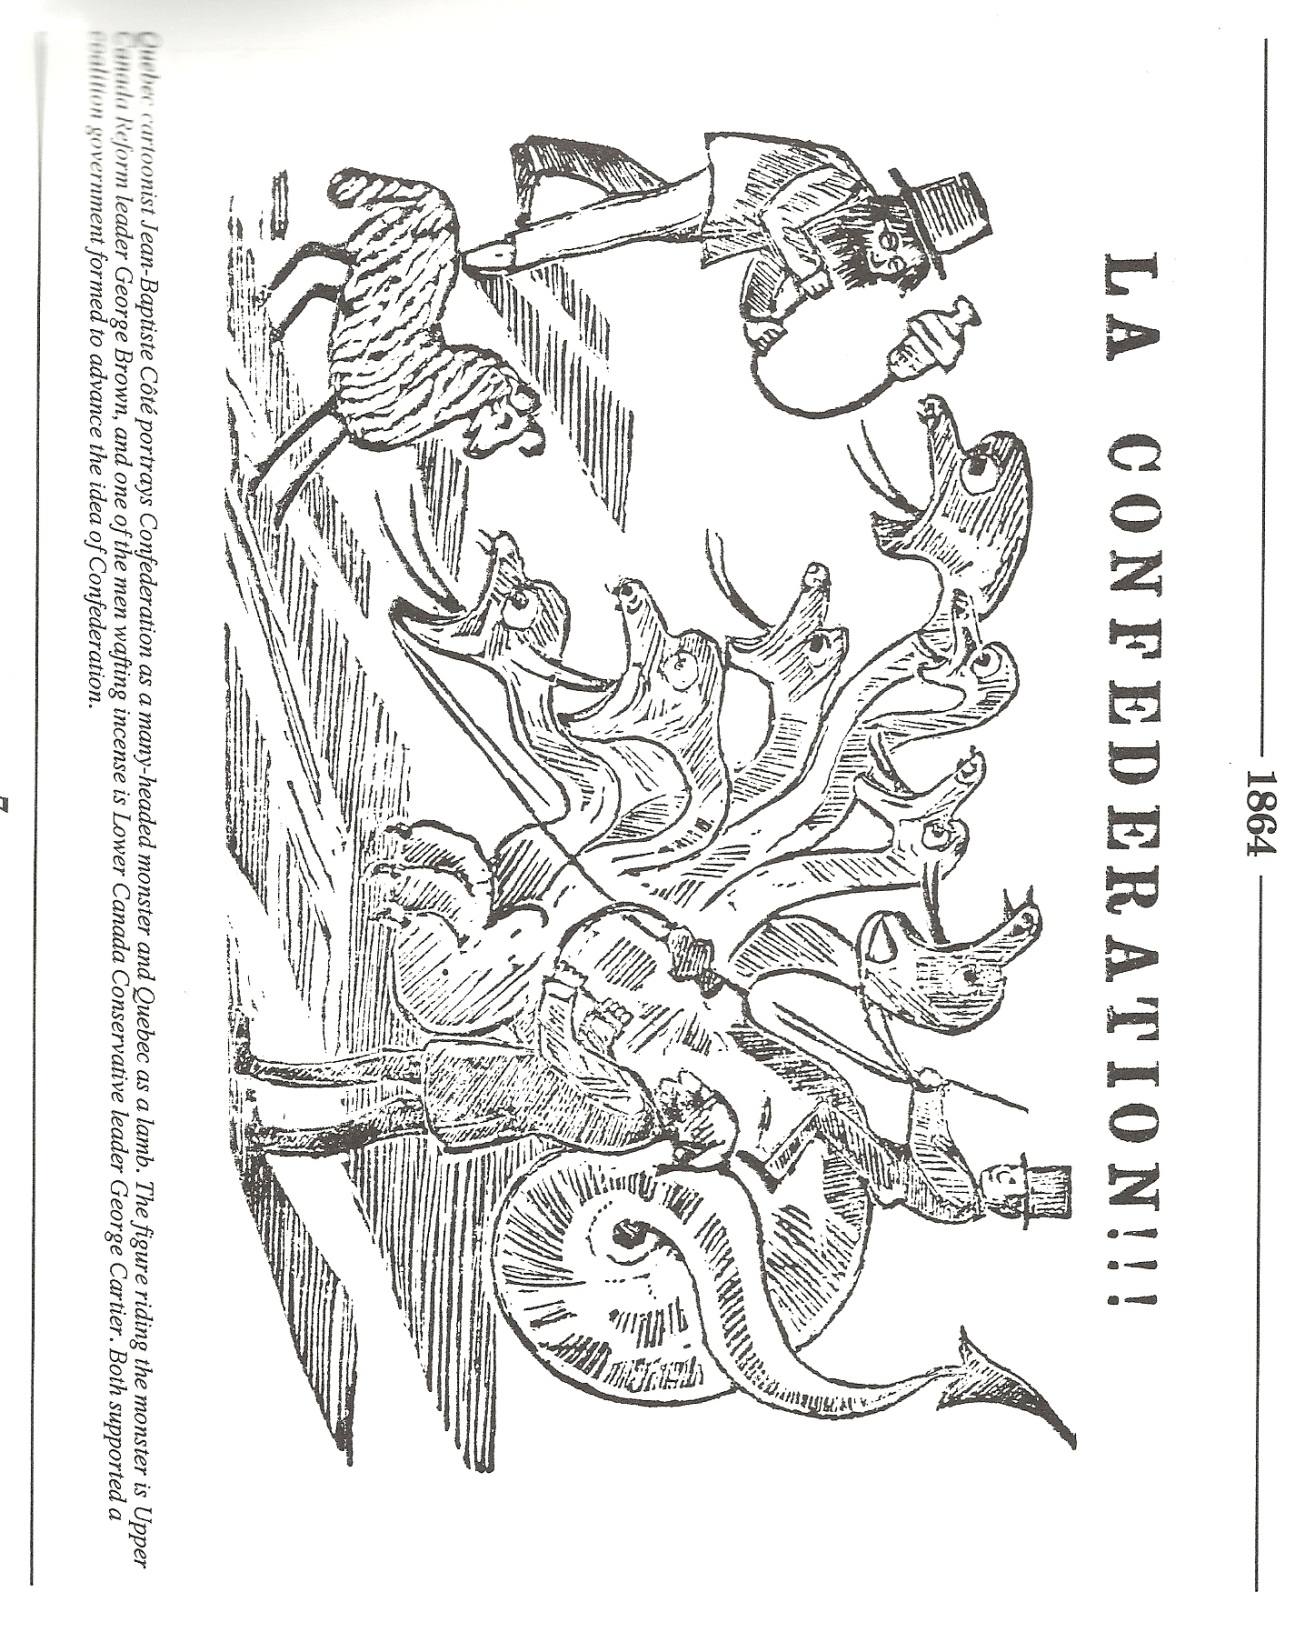 1864
LA CONFEDERATION!!!
Quebec cartoonist Jean-Baptiste Côté portrays Confederation as a many-headed monster and Quebec as a lamb. The figure riding the monster is Upper
Canada Reform leader George Brown, and one of the men wafting incense is Lower Canada Conservative leader George Cartier. Both supported a
coalition government formed to advance the idea of Confederation.